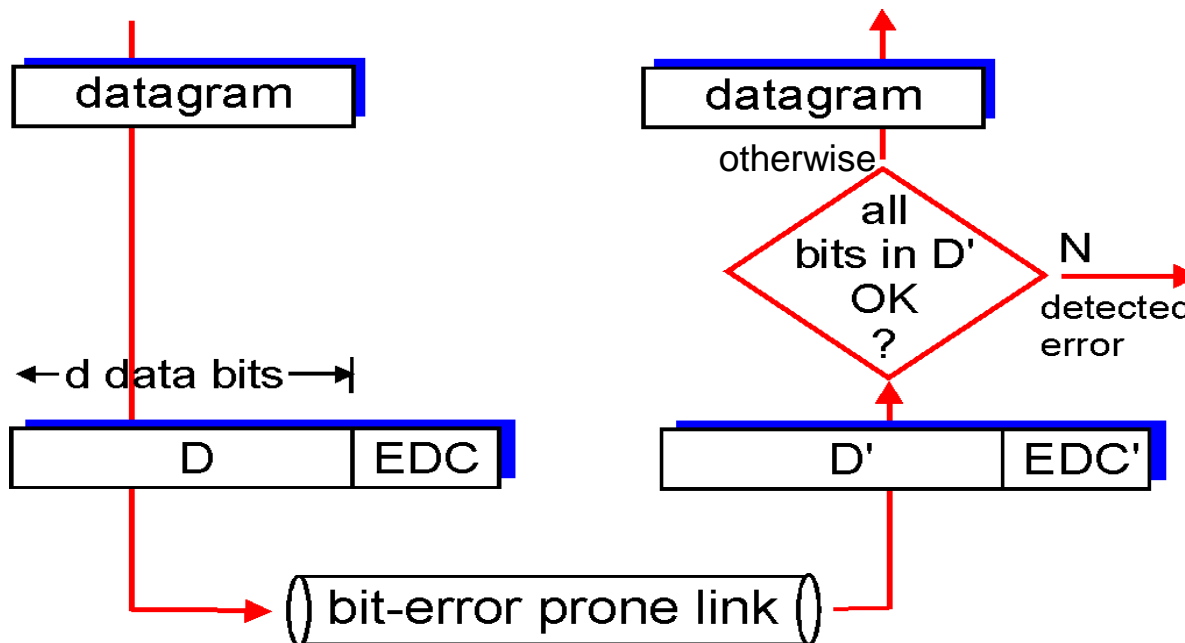 datagram
d data bits
D
EDC
bit-error prone link
datagram
otherwise
all
bits in D'
OK
?
N
detected
error
D'
EDC'